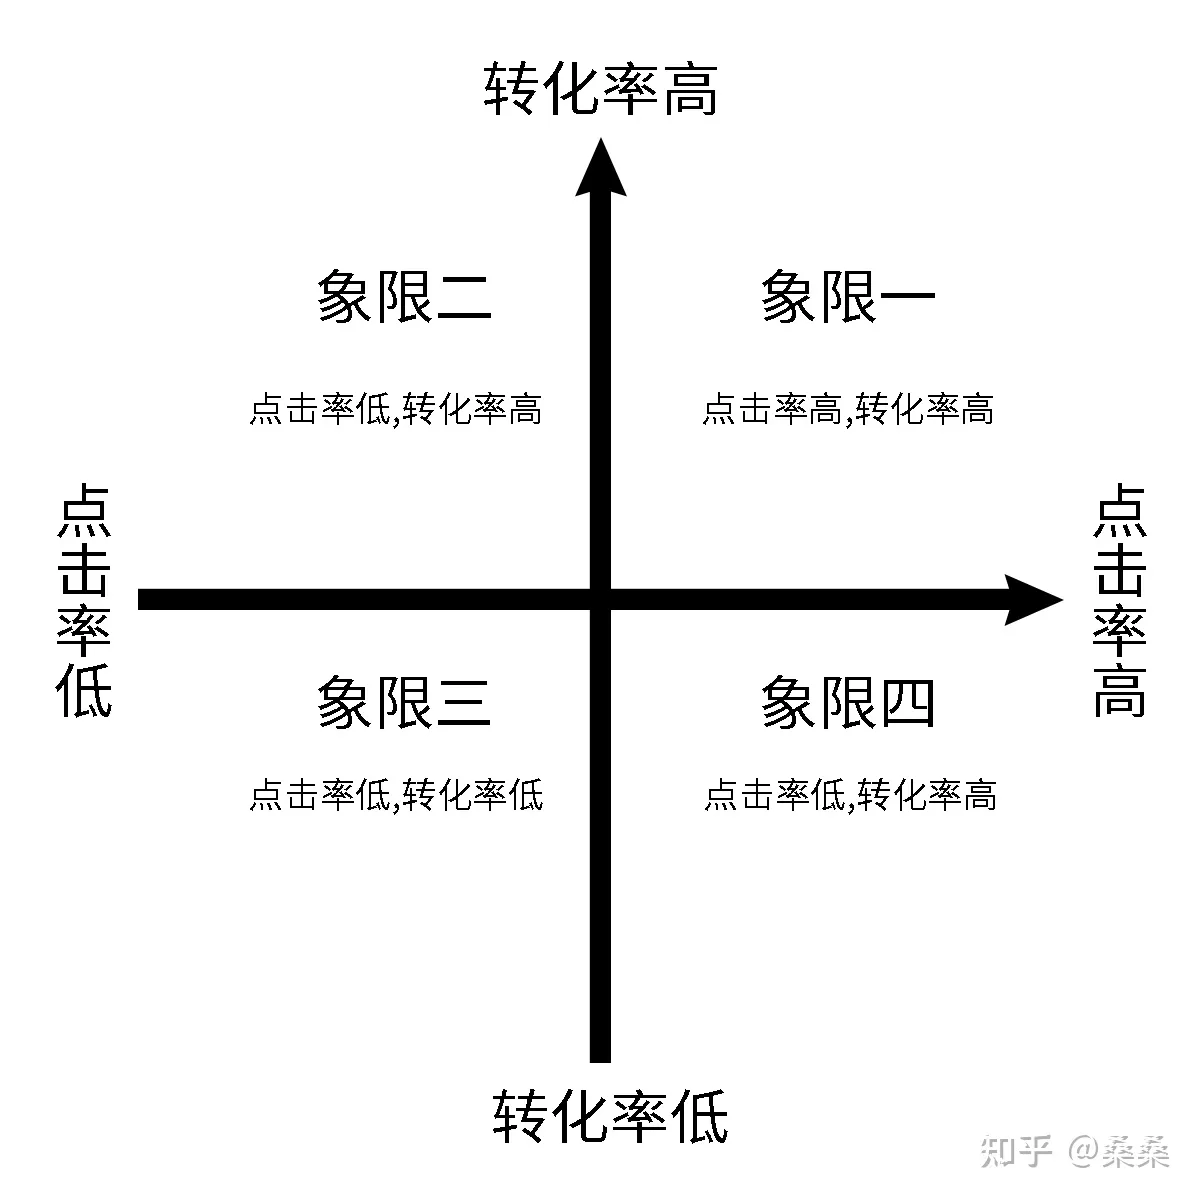 转化率高
象限二
象限一
点击率低,转化率高
点击率高,转化率高
点击率低
点击率高
象限三
象限四
点击率低,转化率低
点击率低,转化率高
转化率低
知乎 @桑桑